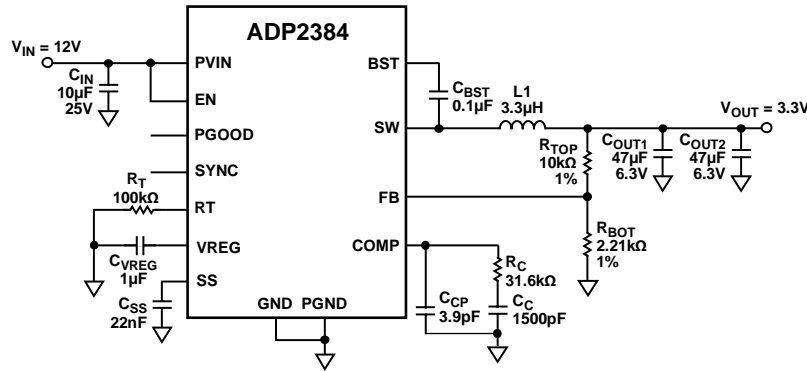 ADP2384
V_IN = 12V
C_IN
10µF
25V
PVIN
EN
PGOOD
SYNC
R_T
100kΩ
RT
C_VREG
1µF
VREG
C_SS
22nF
SS
GND PGND
BST
C_BST
0.1µF
L1
3.3µH
SW
V_OUT = 3.3V
R_TOP
10kΩ
1%
C_OUT1
47µF
6.3V
C_OUT2
47µF
6.3V
FB
R_BOT
2.21kΩ
1%
COMP
R_C
31.6kΩ
C_CP
3.9pF
C_C
1500pF